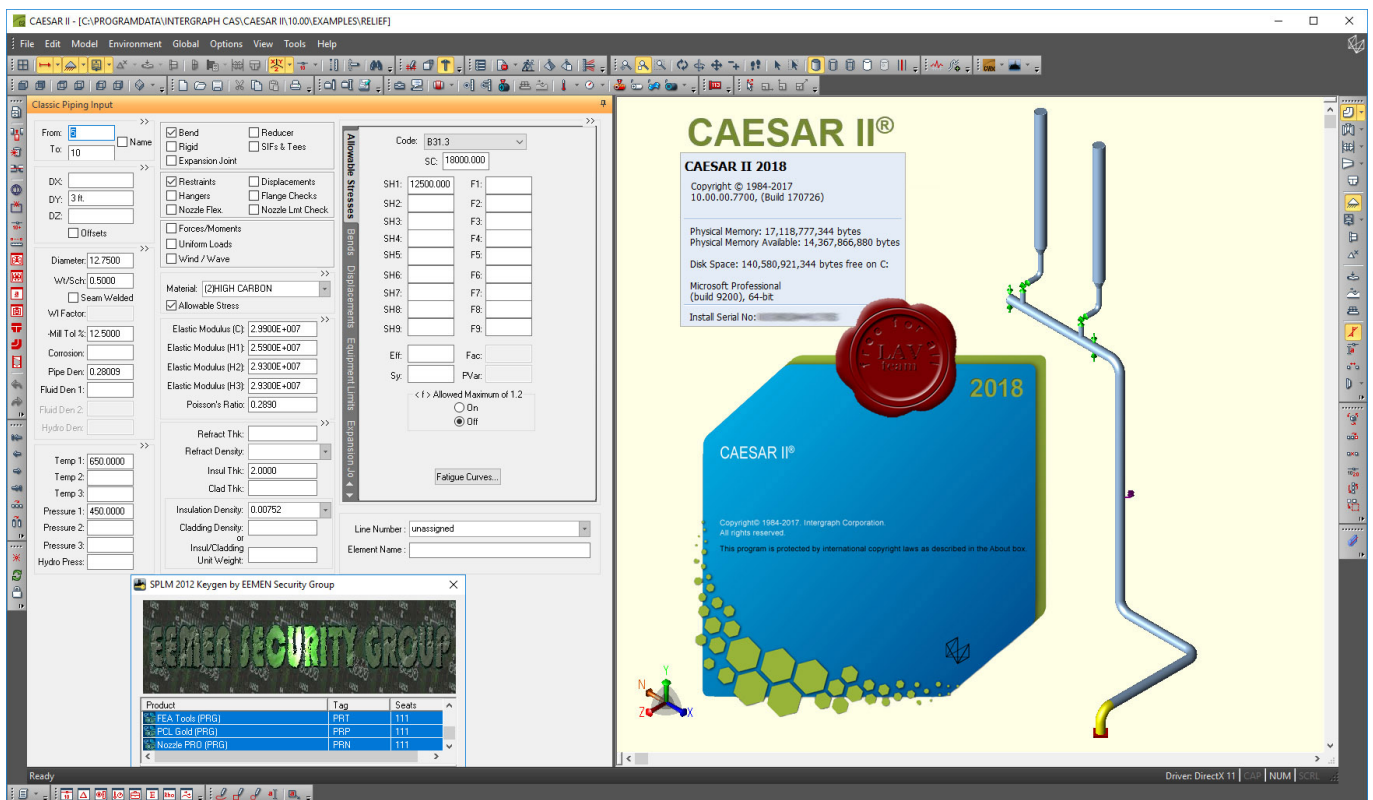 CAESAR II - [C:\PROGRAMDATA\INTERGRAPH CAS\CAESAR II\10.00\EXAMPLES\RELIEF]
File Edit Model Environment Global Options View Tools Help
Classic Piping Input
From: 5
Name
To: 10
DX:
DY: 3 ft.
DZ:
Offsets
Diameter: 12.7500
Wt/Sch: 0.5000
Seam Welded
Wl Factor:
-Mill Tol %: 12.5000
Corrosion:
Pipe Den: 0.28009
Fluid Den 1:
Fluid Den 2:
Hydro Den:
Temp 1: 650.0000
Temp 2:
Temp 3:
Pressure 1: 450.0000
Pressure 2:
Pressure 3:
Hydro Press:
Bend Reducer
Rigid SIFs & Tees
Expansion Joint
Restraints Displacements
Hangers Flange Checks
Nozzle Flex. Nozzle Lmt Check
Forces/Moments
Uniform Loads
Wind / Wave
Material: (2)HIGH CARBON
Allowable Stress
Elastic Modulus (C): 2.9900E+007
Elastic Modulus (H1): 2.5900E+007
Elastic Modulus (H2): 2.9300E+007
Elastic Modulus (H3): 2.9300E+007
Poisson's Ratio: 0.2890
Refract Thk:
Refract Density:
Insul Thk: 2.0000
Clad Thk:
Insulation Density: 0.00752
Cladding Density:
or
Insul/Cladding
Unit Weight:
Allowable Stresses
Bends
Displacements
Equipment Limits
Expansion Jo
Code: B31.3
SC: 18000.000
SH1: 12500.000 F1:
SH2: F2:
SH3: F3:
SH4: F4:
SH5: F5:
SH6: F6:
SH7: F7:
SH8: F8:
SH9: F9:
Eff: Fac:
Sy: PVar:
< f > Allowed Maximum of 1.2
On
Off
Fatigue Curves...
Line Number : unassigned
Element Name :
SPLM 2012 Keygen by EEMEN Security Group
EEMEN SECURITY GROUP
Product Tag Seats
FEA Tools (PRG) PRT 111
PCL Gold (PRG) PRP 111
Nozzle PRO (PRG) PRN 111
CAESAR II®
CAESAR II 2018
Copyright © 1984-2017
10.00.00.7700, (Build 170726)
Physical Memory: 17,118,777,344 bytes
Physical Memory Available: 14,367,866,880 bytes
Disk Space: 140,580,921,344 bytes free on C:
Microsoft Professional
(build 9200), 64-bit
Install Serial No:
LAV
team
2018
CAESAR II®
Copyright© 1984-2017, Intergraph Corporation.
All rights reserved.
This program is protected by international copyright laws as described in the About box.
Y
N
Z
X
Ready
Driver: DirectX 11 CAP NUM SCRL